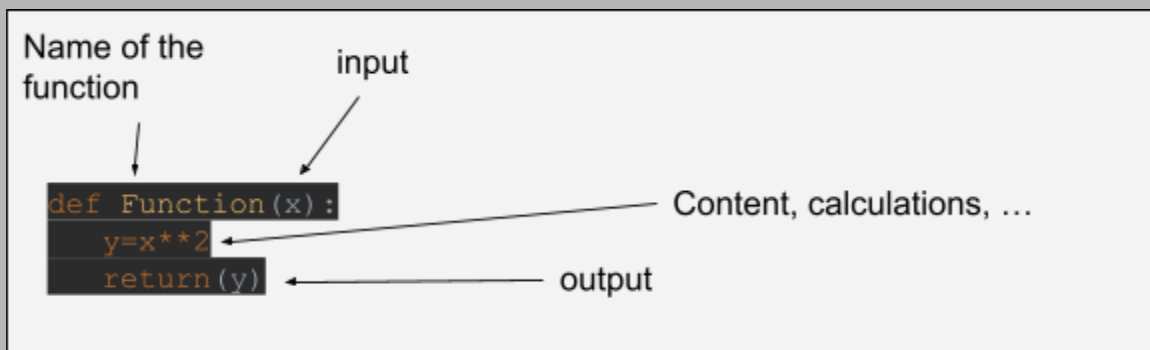 Name of the
function
input
def Function(x):
y=x**2
return(y)
Content, calculations, …
output